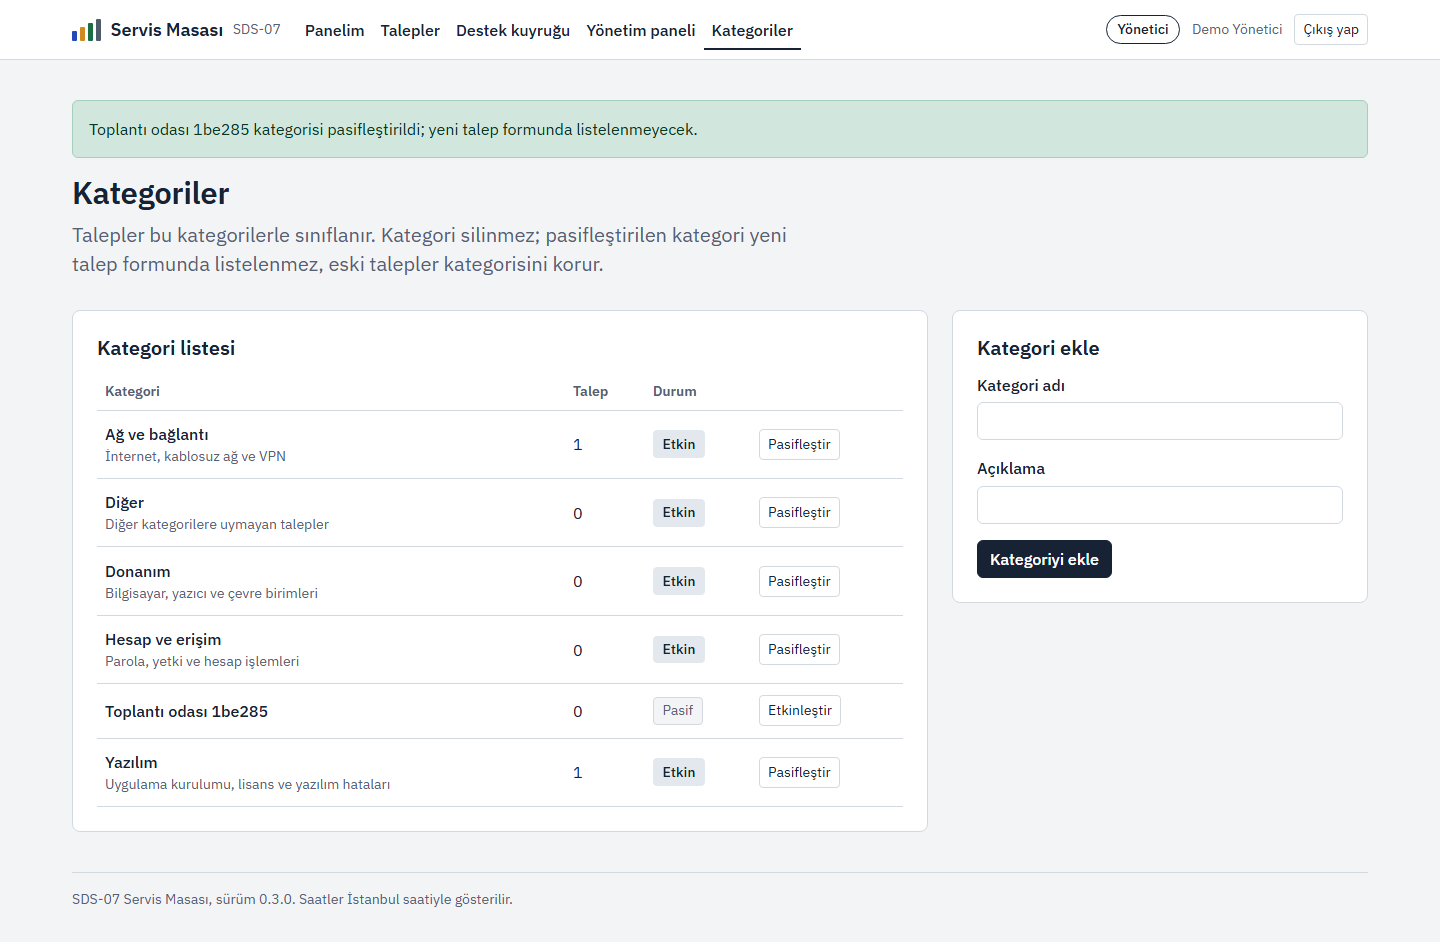 Servis Masası SDS-07 Panelim Talepler Destek kuyruğu Yönetim paneli Kategoriler Yönetici Demo Yönetici Çıkış yap
Toplantı odası 1be285 kategorisi pasifleştirildi; yeni talep formunda listelenmeyecek.
Kategoriler
Talepler bu kategorilerle sınıflanır. Kategori silinmez; pasifleştirilen kategori yeni
talep formunda listelenmez, eski talepler kategorisini korur.
Kategori listesi
Kategori Talep Durum
Ağ ve bağlantı
İnternet, kablosuz ağ ve VPN
1 Etkin Pasifleştir
Diğer
Diğer kategorilere uymayan talepler
0 Etkin Pasifleştir
Donanım
Bilgisayar, yazıcı ve çevre birimleri
0 Etkin Pasifleştir
Hesap ve erişim
Parola, yetki ve hesap işlemleri
0 Etkin Pasifleştir
Toplantı odası 1be285 0 Pasif Etkinleştir
Yazılım
Uygulama kurulumu, lisans ve yazılım hataları
1 Etkin Pasifleştir
Kategori ekle
Kategori adı
Açıklama
Kategoriyi ekle
SDS-07 Servis Masası, sürüm 0.3.0. Saatler İstanbul saatiyle gösterilir.